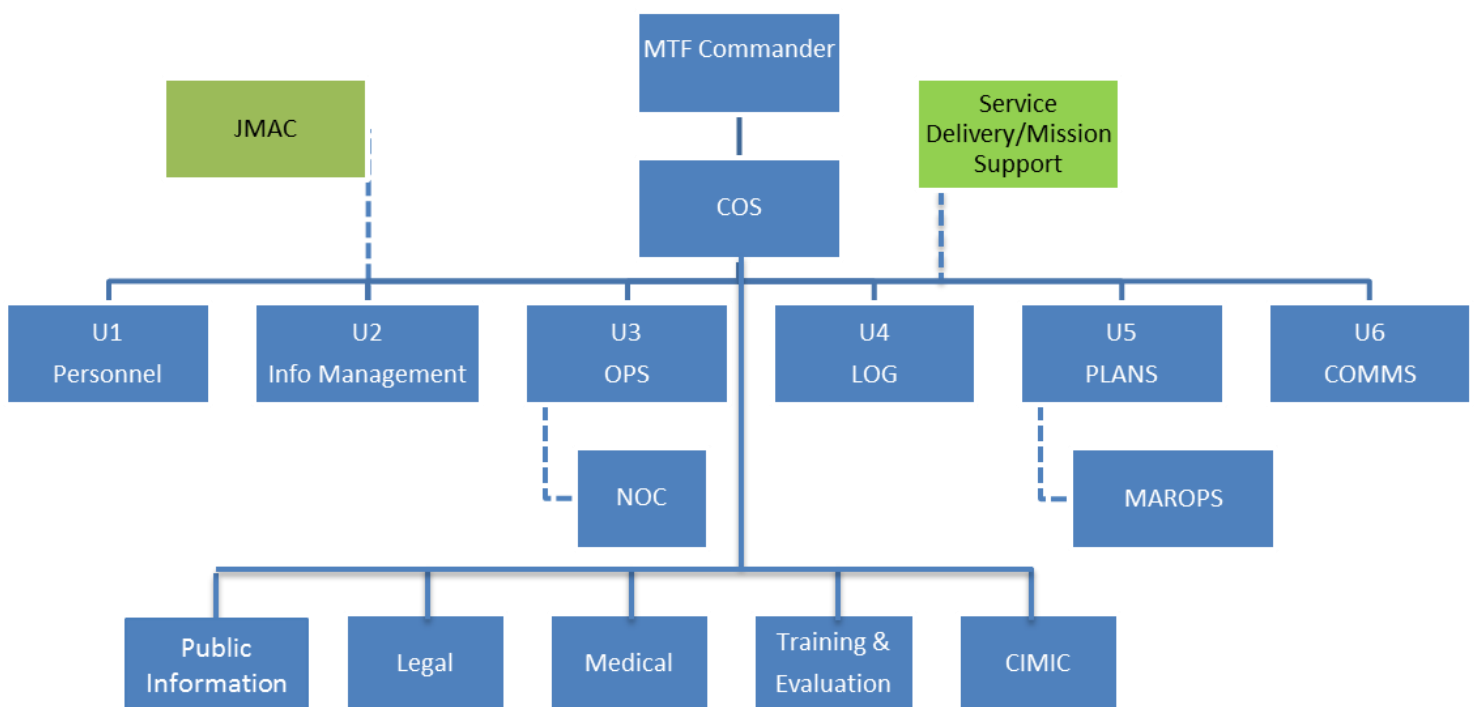 MTF Commander
JMAC
Service
Delivery/Mission
Support
COS
U1
Personnel
U2
Info Management
U3
OPS
U4
LOG
U5
PLANS
U6
COMMS
NOC
MAROPS
Public
Information
Legal
Medical
Training &
Evaluation
CIMIC